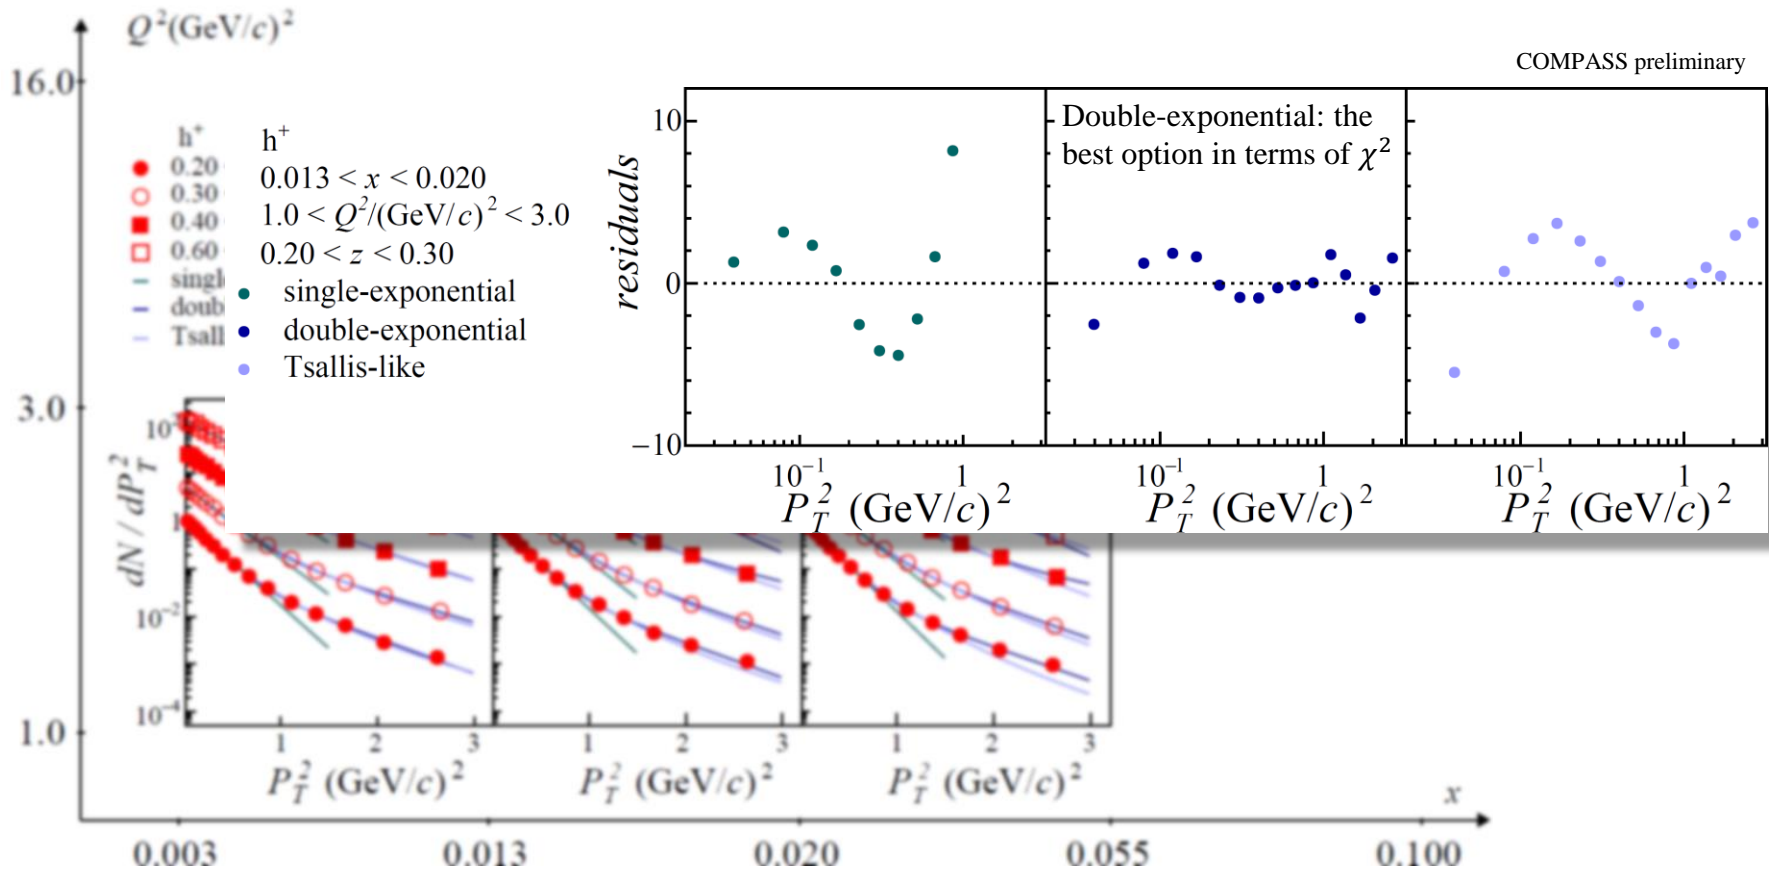 Q²(GeV/c)²
COMPASS preliminary
16.0
3.0
1.0
h⁺
0.20
0.30
0.40
0.60
singl
doub
Tsall
h⁺
0.013 < x < 0.020
1.0 < Q²/(GeV/c)² < 3.0
0.20 < z < 0.30
single-exponential
double-exponential
Tsallis-like
residuals
10
0
−10
Double-exponential: the
best option in terms of χ²
10⁻¹ 1
10⁻¹ 1
10⁻¹ 1
P_T² (GeV/c)²
P_T² (GeV/c)²
P_T² (GeV/c)²
dN / dP_T²
1
10⁻²
10⁻⁴
1 2 3
1 2 3
1 2 3
P_T² (GeV/c)²
P_T² (GeV/c)²
P_T² (GeV/c)²
x
0.003 0.013 0.020 0.055 0.100